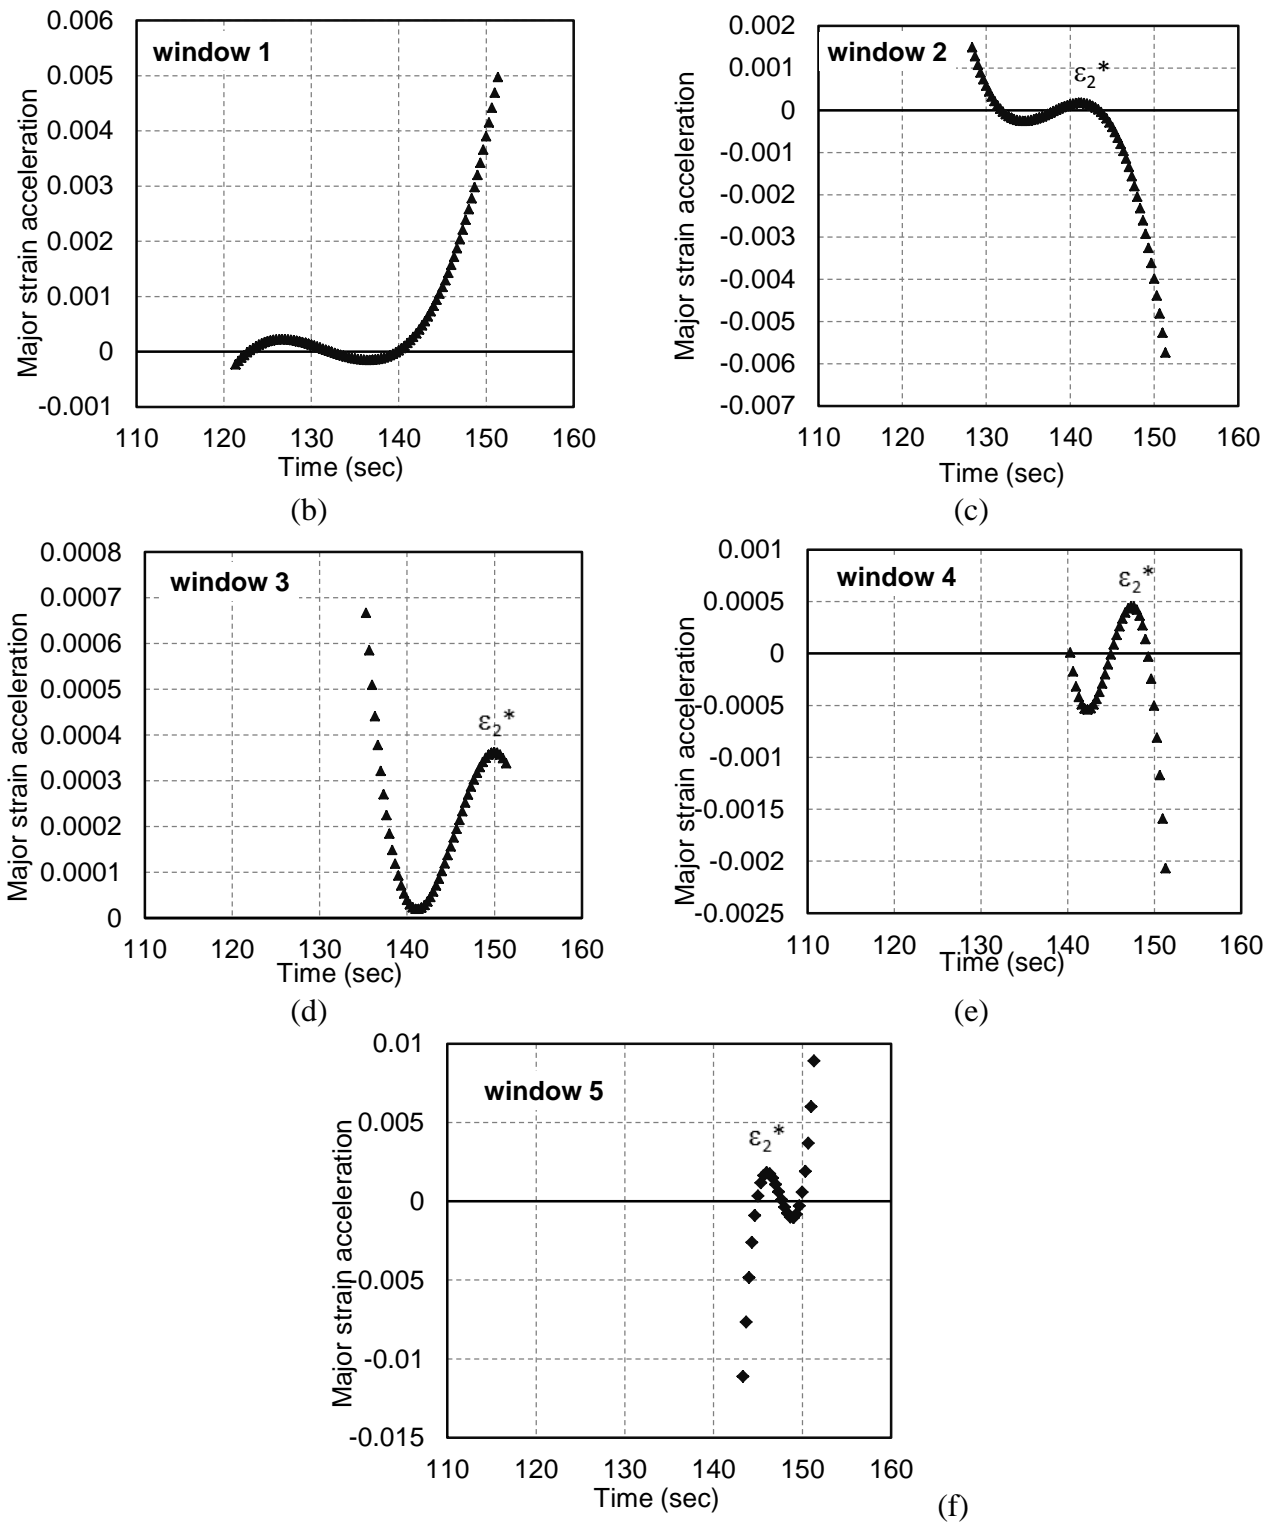 window 1
Major strain acceleration
0.006
0.005
0.004
0.003
0.002
0.001
0
-0.001
110 120 130 140 150 160
Time (sec)
(b)
window 2
ε2*
Major strain acceleration
0.002
0.001
0
-0.001
-0.002
-0.003
-0.004
-0.005
-0.006
-0.007
110 120 130 140 150 160
Time (sec)
(c)
window 3
ε2*
Major strain acceleration
0.0008
0.0007
0.0006
0.0005
0.0004
0.0003
0.0002
0.0001
0
110 120 130 140 150 160
Time (sec)
(d)
window 4
ε2*
Major strain acceleration
0.001
0.0005
0
-0.0005
-0.001
-0.0015
-0.002
-0.0025
110 120 130 140 150 160
Time (sec)
(e)
window 5
ε2*
Major strain acceleration
0.01
0.005
0
-0.005
-0.01
-0.015
110 120 130 140 150 160
Time (sec)
(f)